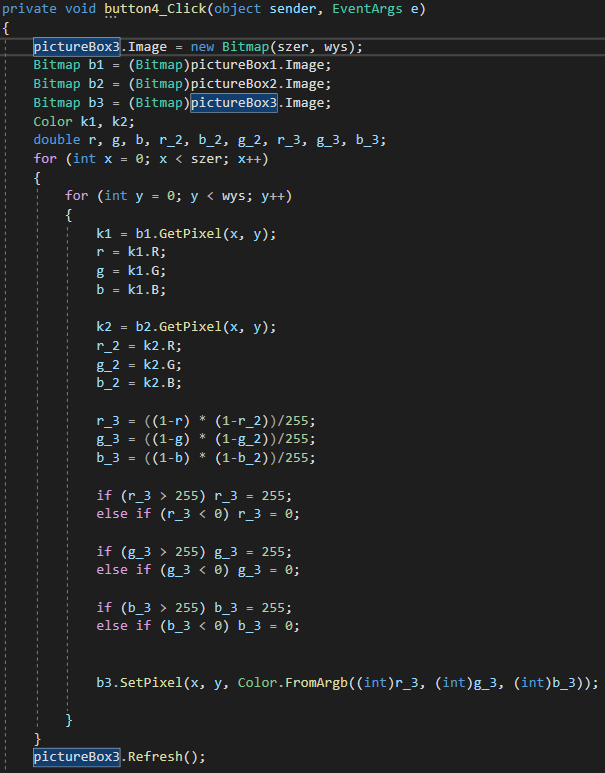 private void button4_Click(object sender, EventArgs e)
{
pictureBox3.Image = new Bitmap(szer, wys);
Bitmap b1 = (Bitmap)pictureBox1.Image;
Bitmap b2 = (Bitmap)pictureBox2.Image;
Bitmap b3 = (Bitmap)pictureBox3.Image;
Color k1, k2;
double r, g, b, r_2, b_2, g_2, r_3, g_3, b_3;
for (int x = 0; x < szer; x++)
{
for (int y = 0; y < wys; y++)
{
k1 = b1.GetPixel(x, y);
r = k1.R;
g = k1.G;
b = k1.B;
k2 = b2.GetPixel(x, y);
r_2 = k2.R;
g_2 = k2.G;
b_2 = k2.B;
r_3 = ((1-r) * (1-r_2))/255;
g_3 = ((1-g) * (1-g_2))/255;
b_3 = ((1-b) * (1-b_2))/255;
if (r_3 > 255) r_3 = 255;
else if (r_3 < 0) r_3 = 0;
if (g_3 > 255) g_3 = 255;
else if (g_3 < 0) g_3 = 0;
if (b_3 > 255) b_3 = 255;
else if (b_3 < 0) b_3 = 0;
b3.SetPixel(x, y, Color.FromArgb((int)r_3, (int)g_3, (int)b_3));
}
}
pictureBox3.Refresh();